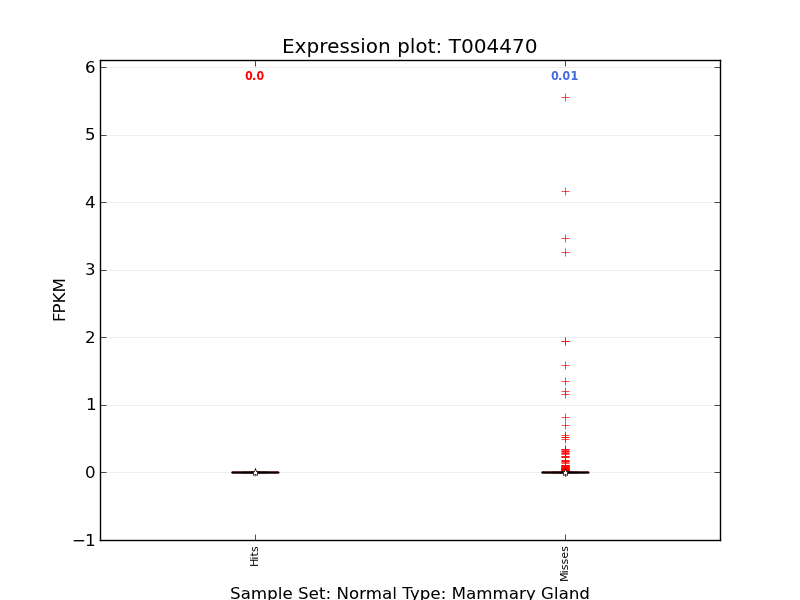 Expression plot: T004470
0.0
0.01
6
5
4
3
2
1
0
−1
FPKM
Hits
Misses
Sample Set: Normal Type: Mammary Gland